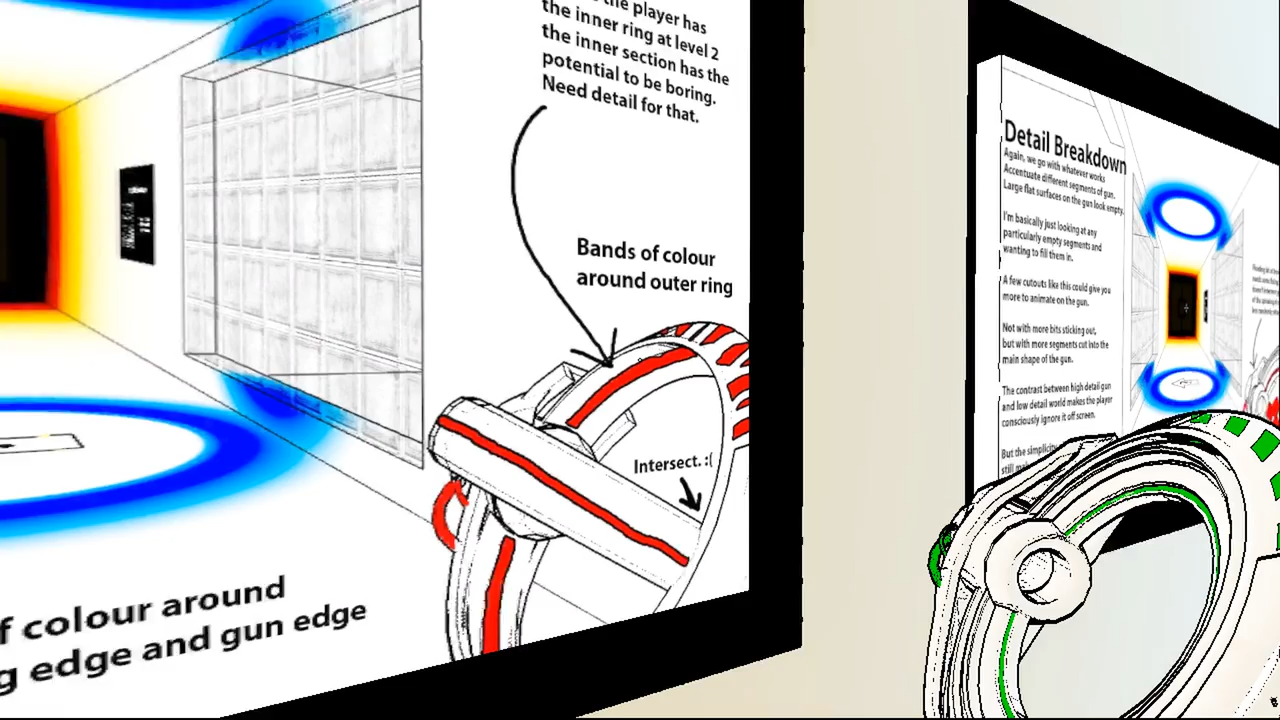 the player has
the inner ring at level 2
the inner section has the
potential to be boring.
Need detail for that.
Bands of colour
around outer ring
Intersect. :(
of colour around
edge and gun edge
Detail Breakdown
Again, we go with whatever works
Accentuate different segments of gun.
Large flat surfaces on the gun look empty.
I'm basically just looking at any
particularly empty segments and
wanting to fill them in.
A few cutouts like this could give you
more to animate on the gun.
Not with more bits sticking out,
but with more segments cut into the
main shape of the gun.
The contrast between high detail gun
and low detail world makes the player
consciously ignore it off screen.
But the simplicity
still